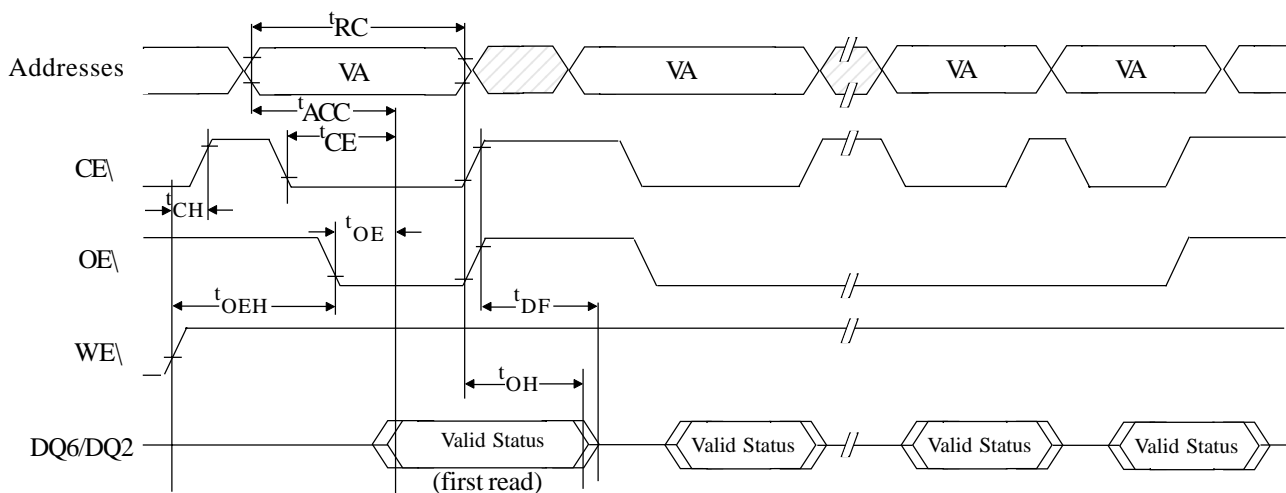 tRC
Addresses VA VA VA VA
tACC
tCE
CE\
tCH
tOE
OE\
tOEH tDF
WE\
tOH
DQ6/DQ2 Valid Status Valid Status Valid Status Valid Status
(first read)